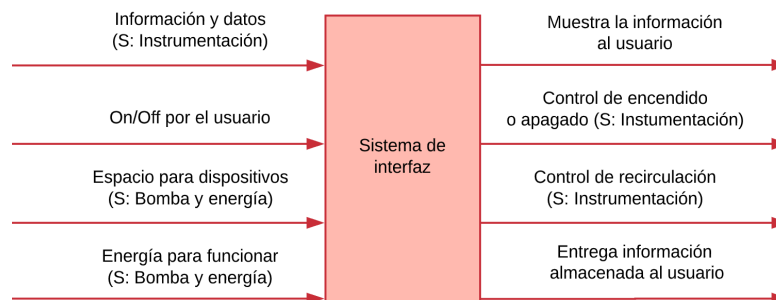 Información y datos
(S: Instrumentación)
On/Off por el usuario
Espacio para dispositivos
(S: Bomba y energía)
Energía para funcionar
(S: Bomba y energía)
Sistema de
interfaz
Muestra la información
al usuario
Control de encendido
o apagado (S: Instumentación)
Control de recirculación
(S: Instrumentación)
Entrega información
almacenada al usuario